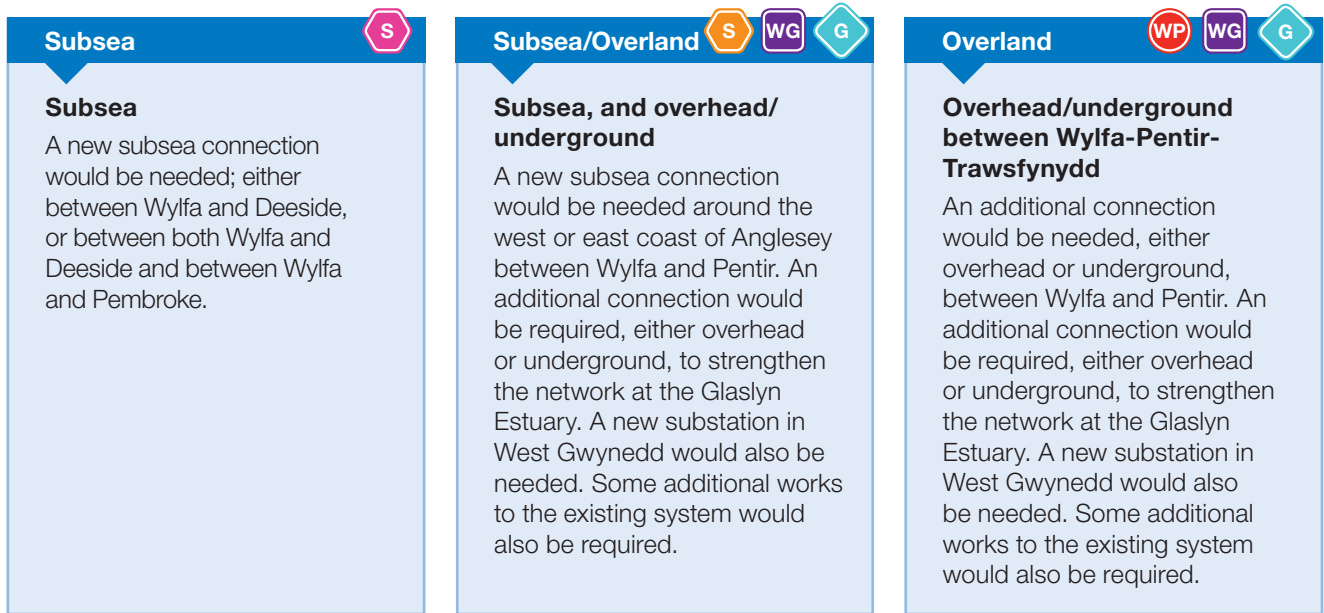 Subsea S
Subsea
A new subsea connection
would be needed; either
between Wylfa and Deeside,
or between both Wylfa and
Deeside and between Wylfa
and Pembroke.
Subsea/Overland S WG G
Subsea, and overhead/
underground
A new subsea connection
would be needed around the
west or east coast of Anglesey
between Wylfa and Pentir. An
additional connection would
be required, either overhead
or underground, to strengthen
the network at the Glaslyn
Estuary. A new substation in
West Gwynedd would also be
needed. Some additional works
to the existing system would
also be required.
Overland WP WG G
Overhead/underground
between Wylfa-Pentir-
Trawsfynydd
An additional connection
would be needed, either
overhead or underground,
between Wylfa and Pentir. An
additional connection would
be required, either overhead
or underground, to strengthen
the network at the Glaslyn
Estuary. A new substation in
West Gwynedd would also
be needed. Some additional
works to the existing system
would also be required.